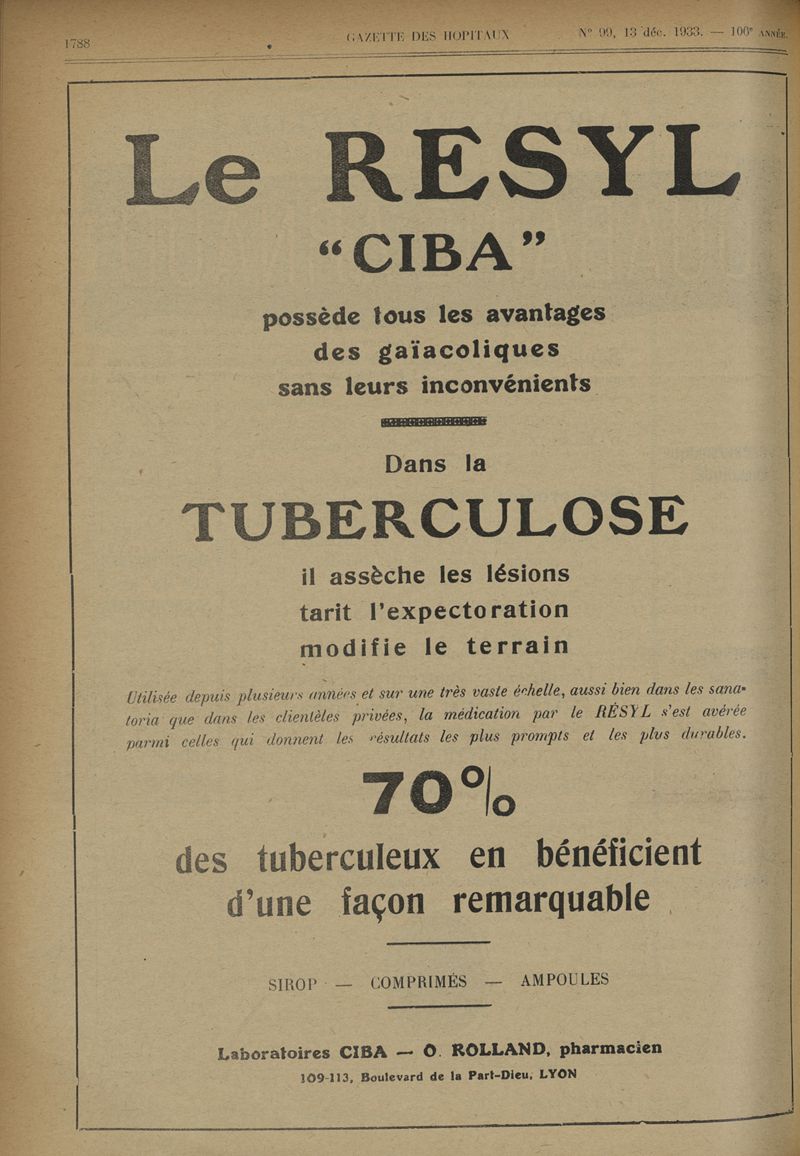 1788
GAZETTE DES HOPITAUX
N° 99, 13 déc. 1933. — 106e ANNÉE.
Le RESYL
“CIBA”
possède tous les avantages
des gaïacoliques
sans leurs inconvénients
Dans la
TUBERCULOSE
il assèche les lésions
tarit l'expectoration
modifie le terrain
Utilisée depuis plusieurs années et sur une très vaste échelle, aussi bien dans les sana-
toria que dans les clientèles privées, la médication par le RÉSYL s'est avérée
parmi celles qui donnent les résultats les plus prompts et les plus durables.
70%
des tuberculeux en bénéficient
d'une façon remarquable
SIROP — COMPRIMÉS — AMPOULES
Laboratoires CIBA — O. ROLLAND, pharmacien
109-113, Boulevard de la Part-Dieu, LYON